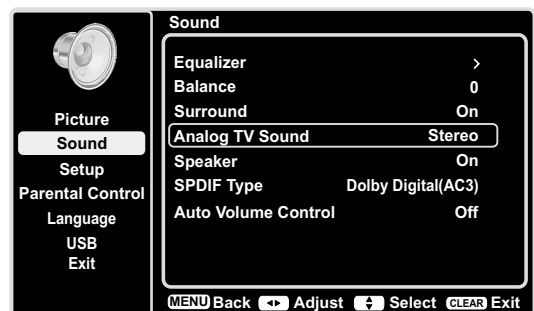 Sound
Picture
Sound
Setup
Parental Control
Language
USB
Exit
Equalizer >
Balance 0
Surround On
Analog TV Sound Stereo
Speaker On
SPDIF Type Dolby Digital(AC3)
Auto Volume Control Off
MENU Back Adjust Select CLEAR Exit